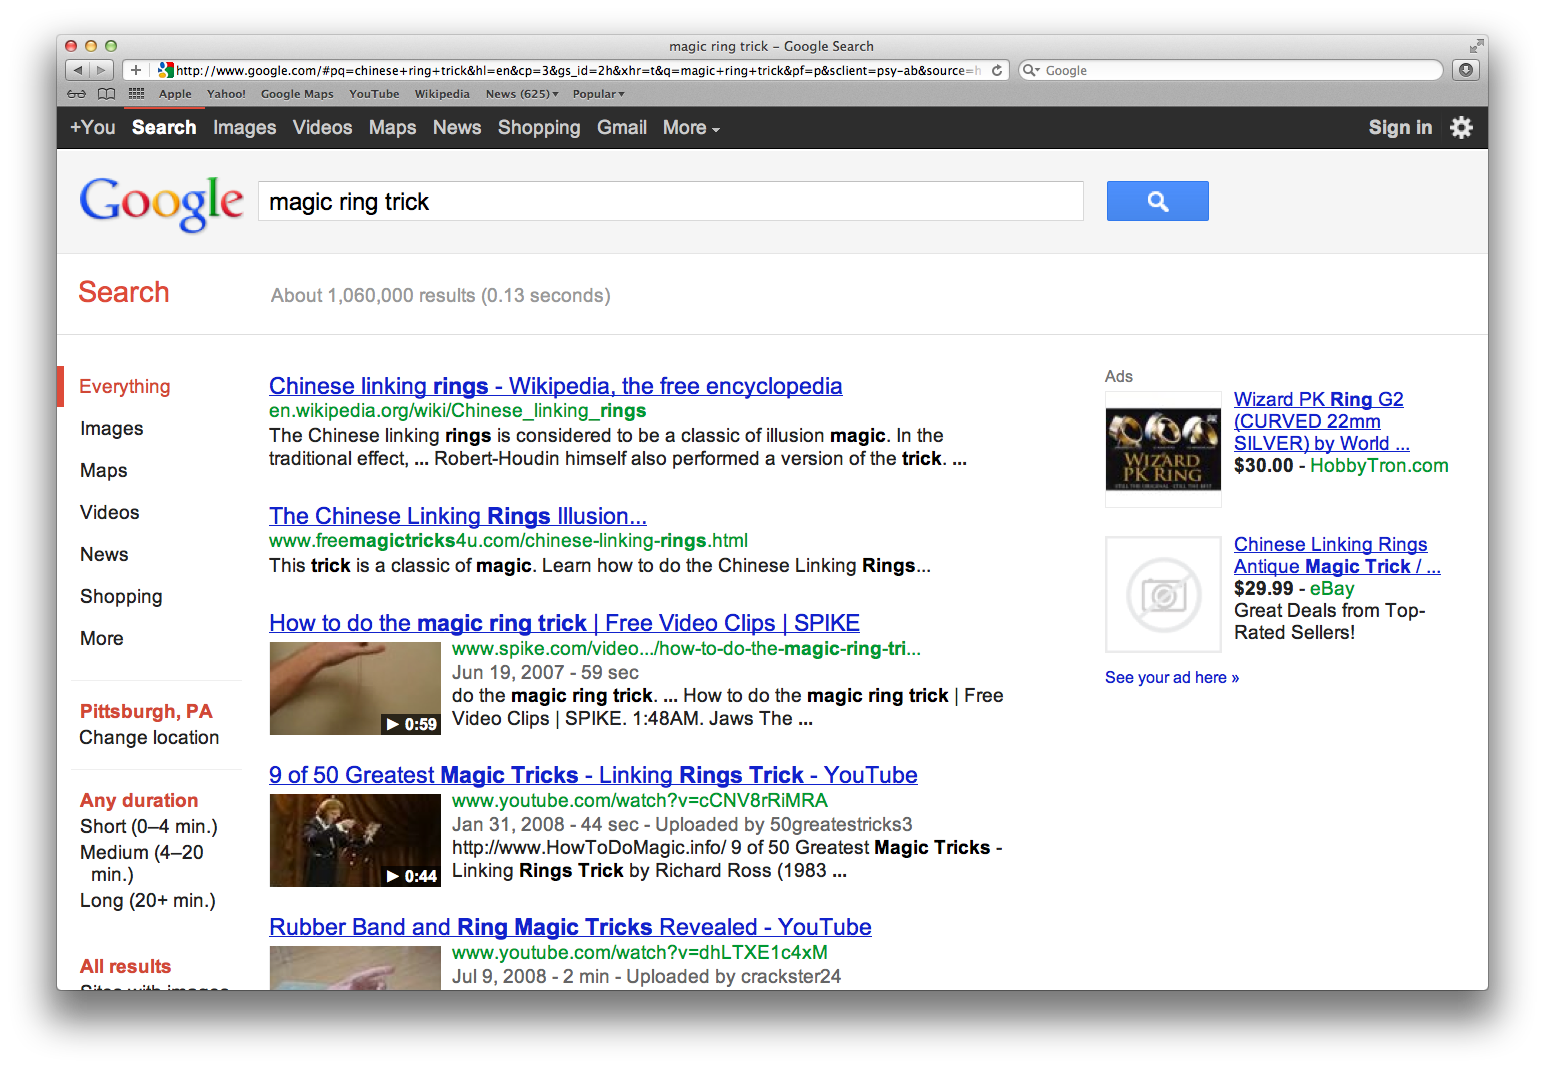 magic ring trick – Google Search
http://www.google.com/#pq=chinese+ring+trick&hl=en&cp=3&gs_id=2h&xhr=t&q=magic+ring+trick&pf=p&sclient=psy-ab&source=h
Google
Apple Yahoo! Google Maps YouTube Wikipedia News (625)▾ Popular▾
+You Search Images Videos Maps News Shopping Gmail More
Sign in
Google
magic ring trick
Search
About 1,060,000 results (0.13 seconds)
Everything
Images
Maps
Videos
News
Shopping
More
Pittsburgh, PA
Change location
Any duration
Short (0–4 min.)
Medium (4–20
min.)
Long (20+ min.)
All results
Sites with images
Chinese linking rings - Wikipedia, the free encyclopedia
en.wikipedia.org/wiki/Chinese_linking_rings
The Chinese linking rings is considered to be a classic of illusion magic. In the
traditional effect, ... Robert-Houdin himself also performed a version of the trick. ...
The Chinese Linking Rings Illusion...
www.freemagictricks4u.com/chinese-linking-rings.html
This trick is a classic of magic. Learn how to do the Chinese Linking Rings...
How to do the magic ring trick | Free Video Clips | SPIKE
www.spike.com/video.../how-to-do-the-magic-ring-tri...
Jun 19, 2007 - 59 sec
do the magic ring trick. ... How to do the magic ring trick | Free
Video Clips | SPIKE. 1:48AM. Jaws The ...
0:59
9 of 50 Greatest Magic Tricks - Linking Rings Trick - YouTube
www.youtube.com/watch?v=cCNV8rRiMRA
Jan 31, 2008 - 44 sec - Uploaded by 50greatestricks3
http://www.HowToDoMagic.info/ 9 of 50 Greatest Magic Tricks -
Linking Rings Trick by Richard Ross (1983 ...
0:44
Rubber Band and Ring Magic Tricks Revealed - YouTube
www.youtube.com/watch?v=dhLTXE1c4xM
Jul 9, 2008 - 2 min - Uploaded by crackster24
Ads
WIZARD
PK RING
Wizard PK Ring G2
(CURVED 22mm
SILVER) by World ...
$30.00 - HobbyTron.com
Chinese Linking Rings
Antique Magic Trick / ...
$29.99 - eBay
Great Deals from Top-
Rated Sellers!
See your ad here »